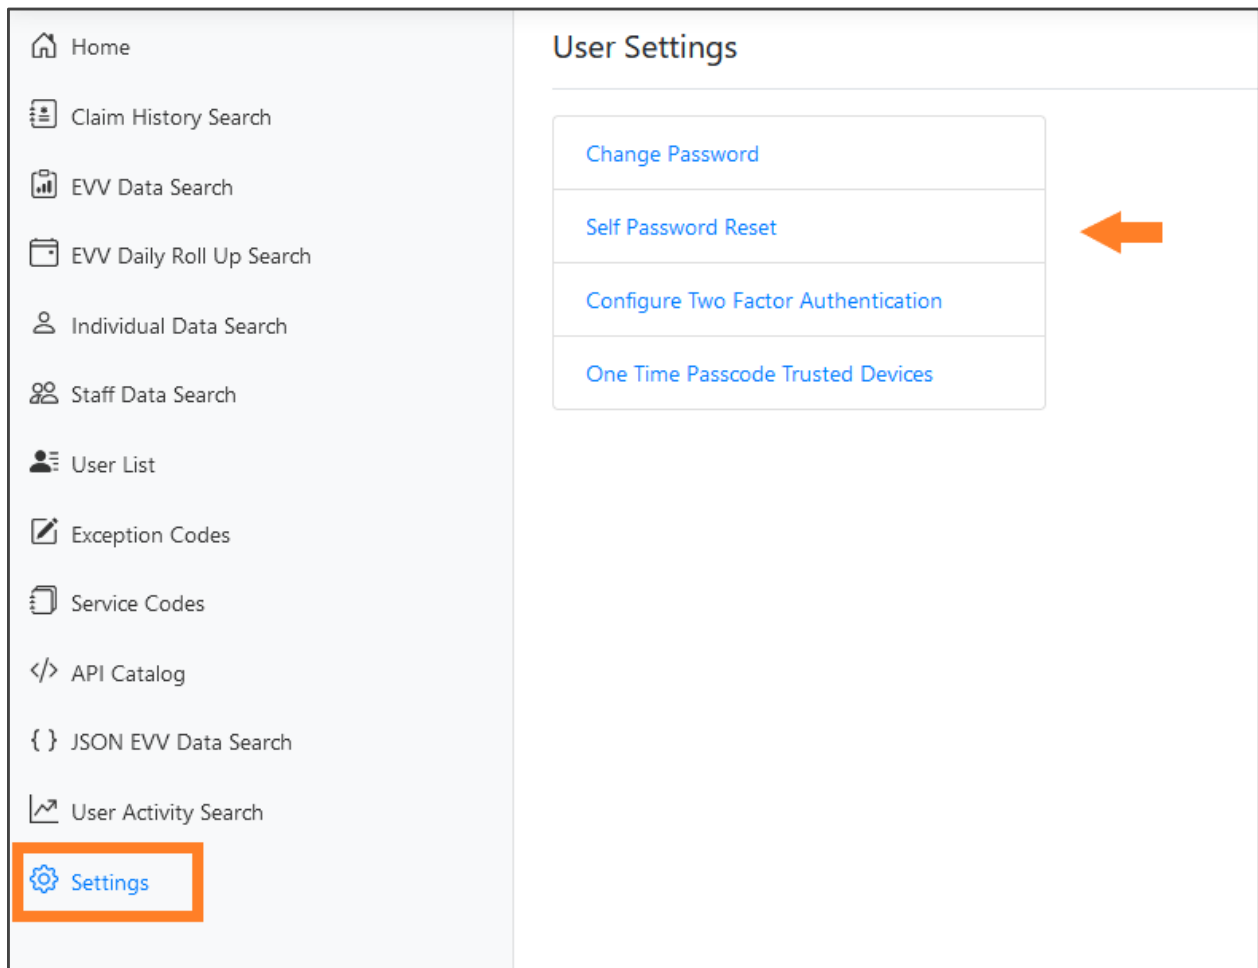 Home
Claim History Search
EVV Data Search
EVV Daily Roll Up Search
Individual Data Search
Staff Data Search
User List
Exception Codes
Service Codes
API Catalog
JSON EVV Data Search
User Activity Search
Settings
User Settings
Change Password
Self Password Reset
Configure Two Factor Authentication
One Time Passcode Trusted Devices